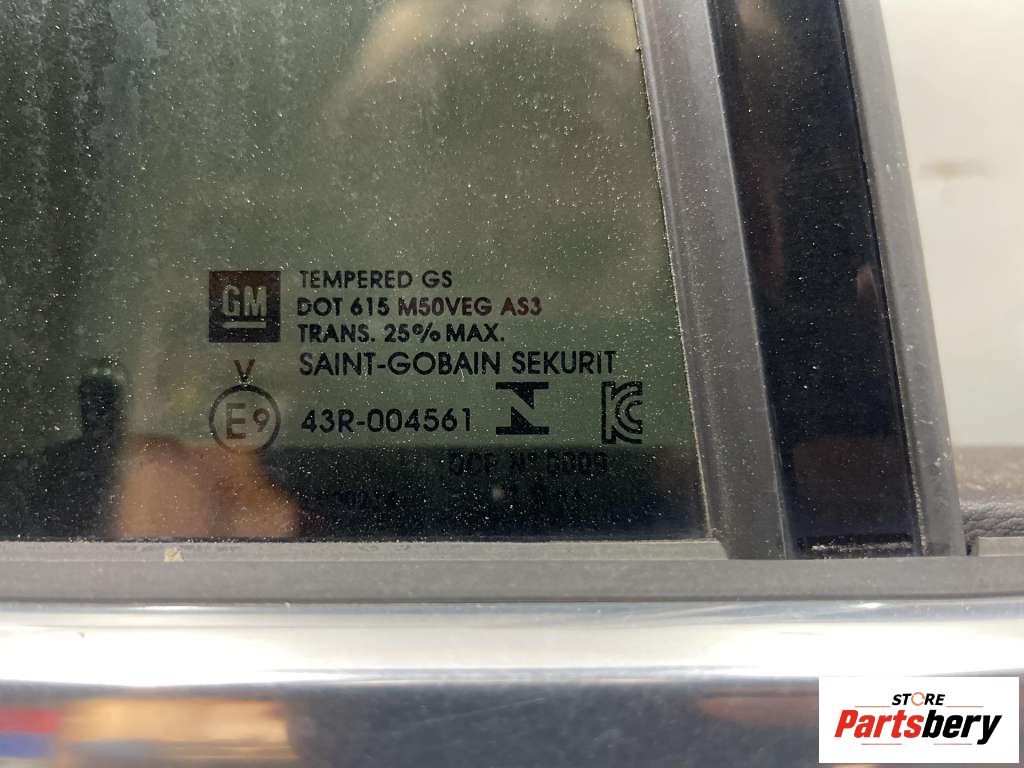 GM
TEMPERED GS
DOT 615 M50VEG AS3
TRANS. 25% MAX.
SAINT-GOBAIN SEKURIT
V
E9 43R-004561
STORE
Partsbery